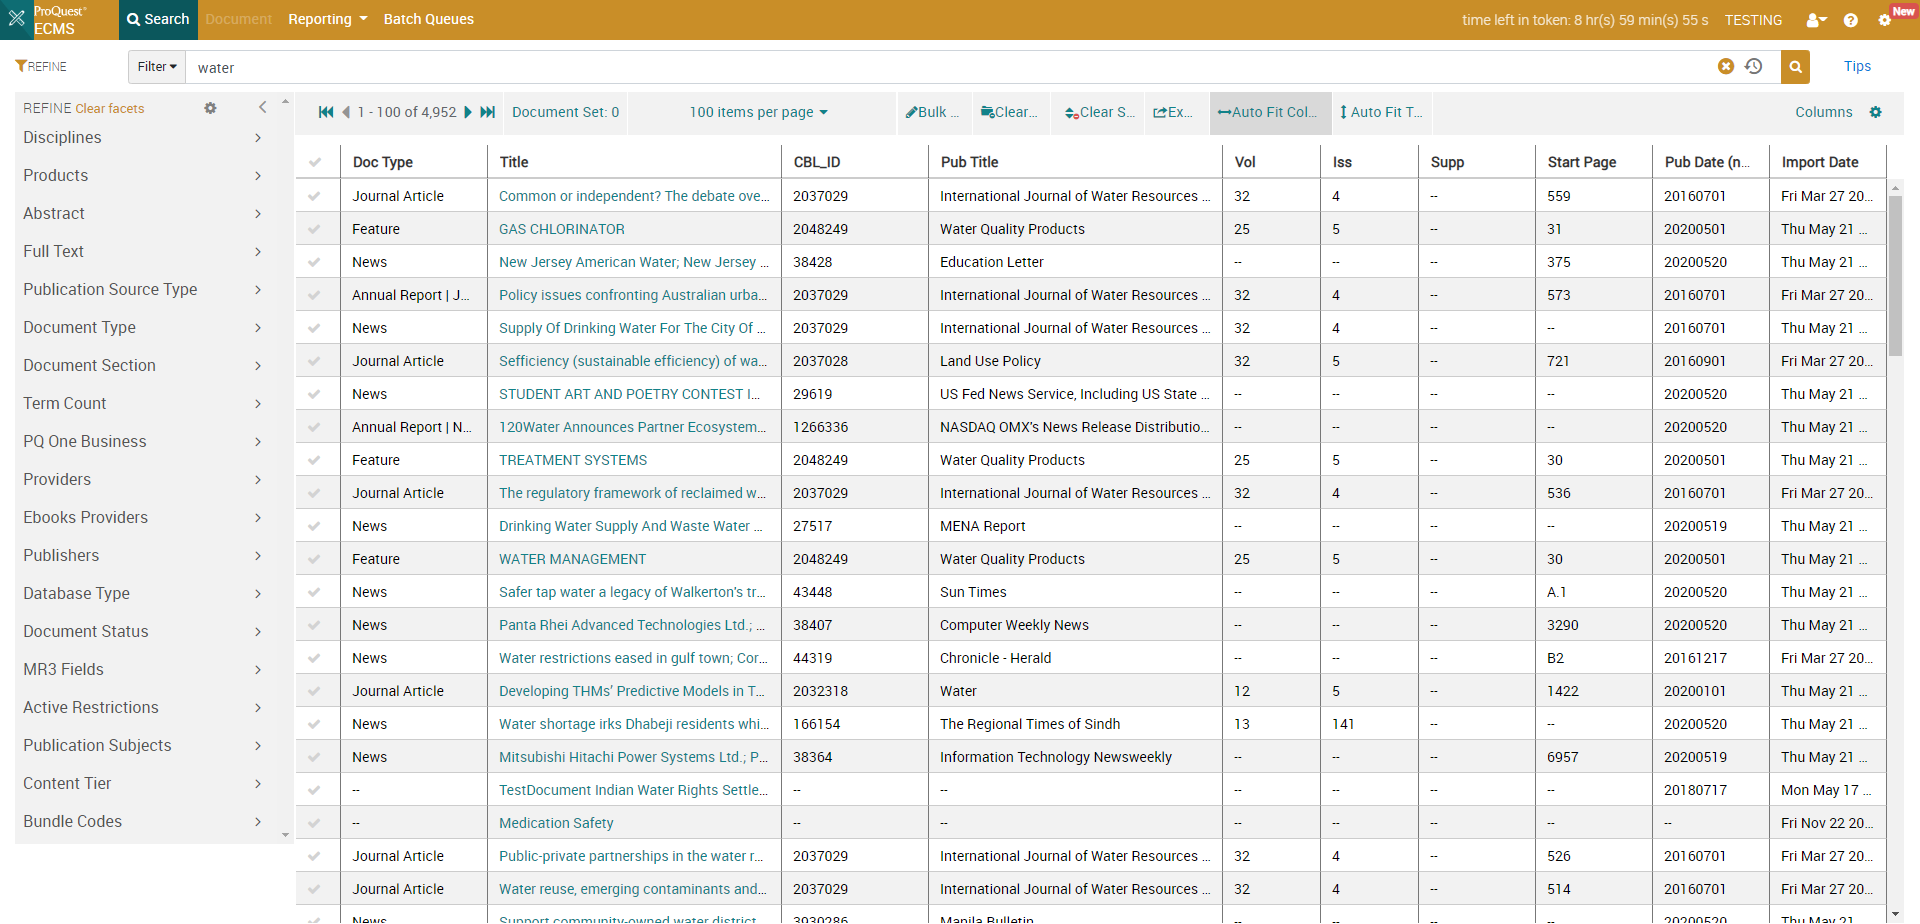 ProQuest® ECMS Search Document Reporting Batch Queues time left in token: 8 hr(s) 59 min(s) 55 s TESTING New
REFINE Filter water Tips
REFINE Clear facets 1 - 100 of 4,952 Document Set: 0 100 items per page Bulk ... Clear... Clear S... Ex... Auto Fit Col... Auto Fit T... Columns
Disciplines
Products
Abstract
Full Text
Publication Source Type
Document Type
Document Section
Term Count
PQ One Business
Providers
Ebooks Providers
Publishers
Database Type
Document Status
MR3 Fields
Active Restrictions
Publication Subjects
Content Tier
Bundle Codes
Doc Type Title CBL_ID Pub Title Vol Iss Supp Start Page Pub Date (n... Import Date
Journal Article Common or independent? The debate ove... 2037029 International Journal of Water Resources ... 32 4 -- 559 20160701 Fri Mar 27 20...
Feature GAS CHLORINATOR 2048249 Water Quality Products 25 5 -- 31 20200501 Thu May 21 ...
News New Jersey American Water; New Jersey ... 38428 Education Letter -- -- -- 375 20200520 Thu May 21 ...
Annual Report | J... Policy issues confronting Australian urba... 2037029 International Journal of Water Resources ... 32 4 -- 573 20160701 Fri Mar 27 20...
News Supply Of Drinking Water For The City Of ... 2037029 International Journal of Water Resources ... 32 4 -- -- 20160701 Thu May 21 ...
Journal Article Sefficiency (sustainable efficiency) of wa... 2037028 Land Use Policy 32 5 -- 721 20160901 Fri Mar 27 20...
News STUDENT ART AND POETRY CONTEST I... 29619 US Fed News Service, Including US State ... -- -- -- -- 20200520 Thu May 21 ...
Annual Report | N... 120Water Announces Partner Ecosystem... 1266336 NASDAQ OMX's News Release Distributio... -- -- -- -- 20200520 Thu May 21 ...
Feature TREATMENT SYSTEMS 2048249 Water Quality Products 25 5 -- 30 20200501 Thu May 21 ...
Journal Article The regulatory framework of reclaimed w... 2037029 International Journal of Water Resources ... 32 4 -- 536 20160701 Fri Mar 27 20...
News Drinking Water Supply And Waste Water ... 27517 MENA Report -- -- -- -- 20200519 Thu May 21 ...
Feature WATER MANAGEMENT 2048249 Water Quality Products 25 5 -- 30 20200501 Thu May 21 ...
News Safer tap water a legacy of Walkerton's tr... 43448 Sun Times -- -- -- A.1 20200520 Thu May 21 ...
News Panta Rhei Advanced Technologies Ltd.; ... 38407 Computer Weekly News -- -- -- 3290 20200520 Thu May 21 ...
News Water restrictions eased in gulf town; Cor... 44319 Chronicle - Herald -- -- -- B2 20161217 Fri Mar 27 20...
Journal Article Developing THMs’ Predictive Models in T... 2032318 Water 12 5 -- 1422 20200101 Thu May 21 ...
News Water shortage irks Dhabeji residents whi... 166154 The Regional Times of Sindh 13 141 -- -- 20200520 Thu May 21 ...
News Mitsubishi Hitachi Power Systems Ltd.; P... 38364 Information Technology Newsweekly -- -- -- 6957 20200519 Thu May 21 ...
-- TestDocument Indian Water Rights Settle... -- -- -- -- -- -- 20180717 Mon May 17 ...
-- Medication Safety -- -- -- -- -- -- -- Fri Nov 22 20...
Journal Article Public-private partnerships in the water r... 2037029 International Journal of Water Resources ... 32 4 -- 526 20160701 Fri Mar 27 20...
Journal Article Water reuse, emerging contaminants and... 2037029 International Journal of Water Resources ... 32 4 -- 514 20160701 Fri Mar 27 20...
News Support community-owned water district... 3930286 Manila Bulletin -- -- -- -- 20200520 Thu May 21 ...